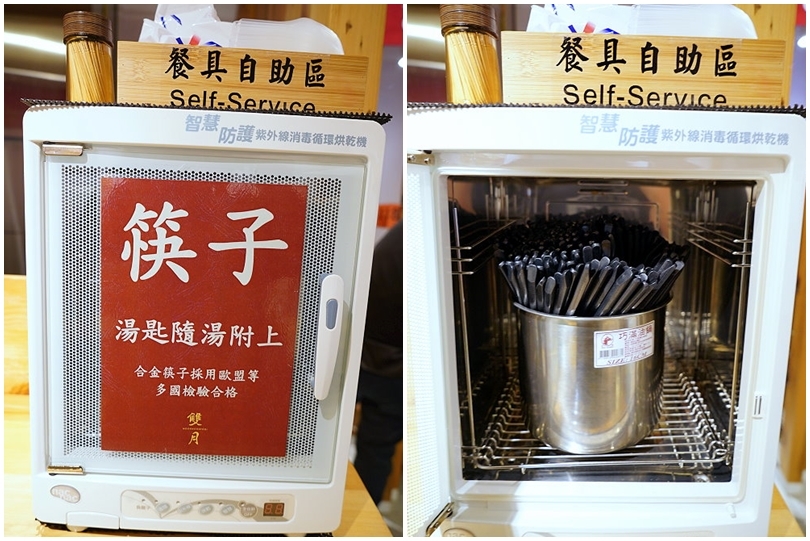 餐具自助區
Self-Service
智慧
防護紫外線消毒循環烘乾機
筷子
湯匙隨湯附上
合金筷子採用歐盟等
多國檢驗合格
雙
月
餐具自助區
Self-Service
智慧
防護紫外線消毒循環烘乾機